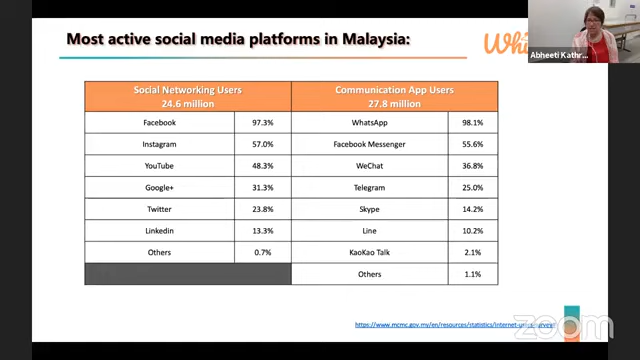 Most active social media platforms in Malaysia:
Abheeti Kathr...
Social Networking Users
24.6 million
Communication App Users
27.8 million
Facebook 97.3% WhatsApp 98.1%
Instagram 57.0% Facebook Messenger 55.6%
YouTube 48.3% WeChat 36.8%
Google+ 31.3% Telegram 25.0%
Twitter 23.8% Skype 14.2%
Linkedin 13.3% Line 10.2%
Others 0.7% KaoKao Talk 2.1%
Others 1.1%
zoom